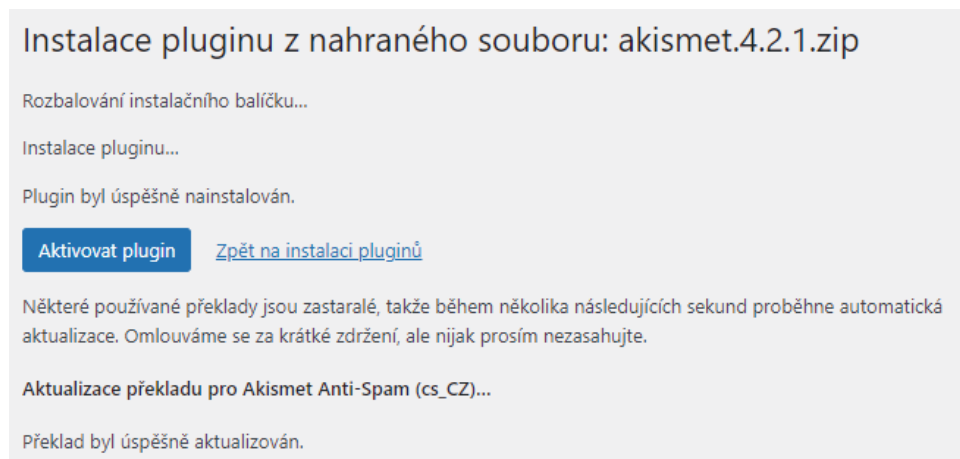 Instalace pluginu z nahraného souboru: akismet.4.2.1.zip
Rozbalování instalačního balíčku...
Instalace pluginu...
Plugin byl úspěšně nainstalován.
Aktivovat plugin Zpět na instalaci pluginů
Některé používané překlady jsou zastaralé, takže během několika následujících sekund proběhne automatická
aktualizace. Omlouváme se za krátké zdržení, ale nijak prosím nezasahujte.
Aktualizace překladu pro Akismet Anti-Spam (cs_CZ)...
Překlad byl úspěšně aktualizován.